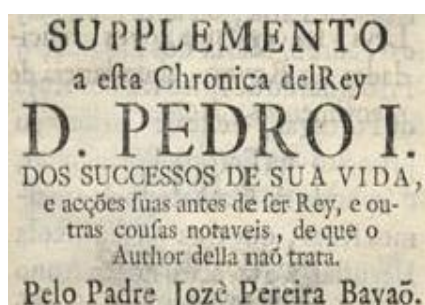 SUPPLEMENTO
a eſta Chronica delRey
D. PEDRO I.
DOS SUCCESSOS DE SUA VIDA,
e acções ſuas antes de ſer Rey, e ou-
tras couſas notaveis, de que o
Author della naõ trata.
Pelo Padre Jozè Pereira Bayaõ.